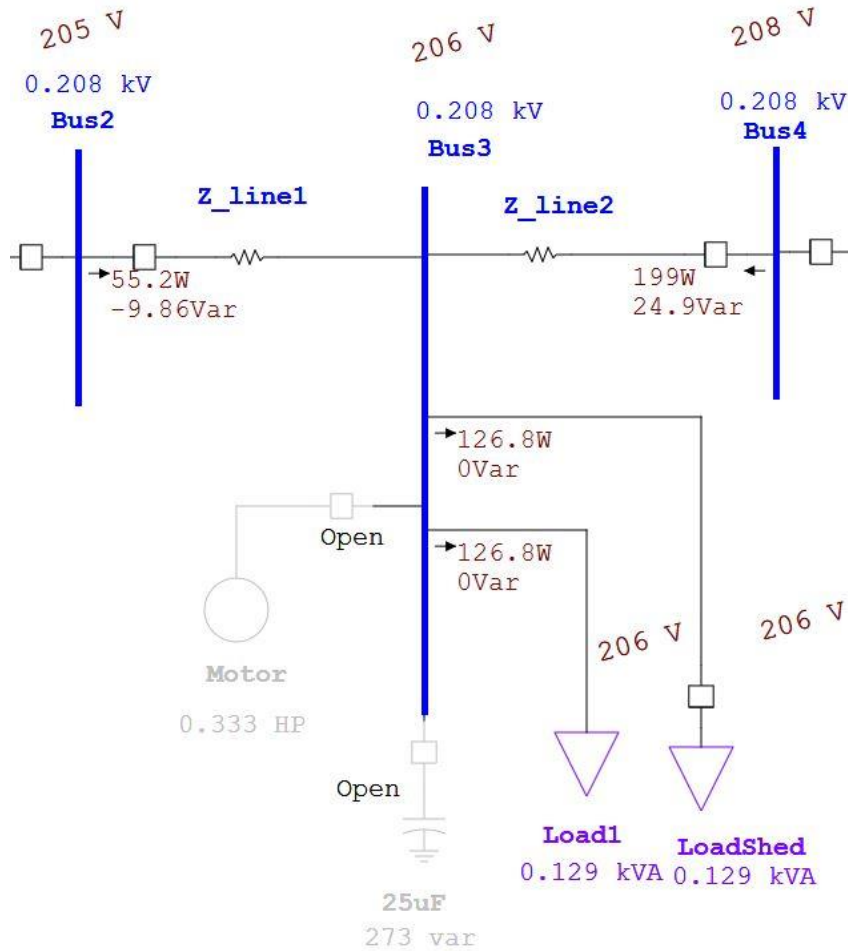 205 V
206 V
208 V
0.208 kV
0.208 kV
0.208 kV
Bus2
Bus3
Bus4
Z_line1
Z_line2
55.2W
-9.86Var
199W
24.9Var
126.8W
0Var
Open
126.8W
0Var
206 V
206 V
Motor
0.333 HP
Open
Load1
0.129 kVA
LoadShed
0.129 kVA
25uF
273 var